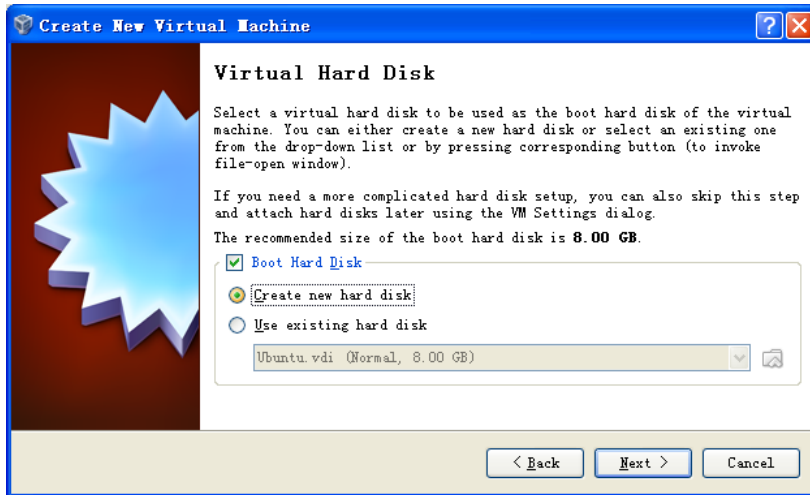 Create New Virtual Machine
Virtual Hard Disk
Select a virtual hard disk to be used as the boot hard disk of the virtual
machine. You can either create a new hard disk or select an existing one
from the drop-down list or by pressing corresponding button (to invoke
file-open window).
If you need a more complicated hard disk setup, you can also skip this step
and attach hard disks later using the VM Settings dialog.
The recommended size of the boot hard disk is 8.00 GB.
Boot Hard Disk
Create new hard disk
Use existing hard disk
Ubuntu.vdi (Normal, 8.00 GB)
< Back Next > Cancel